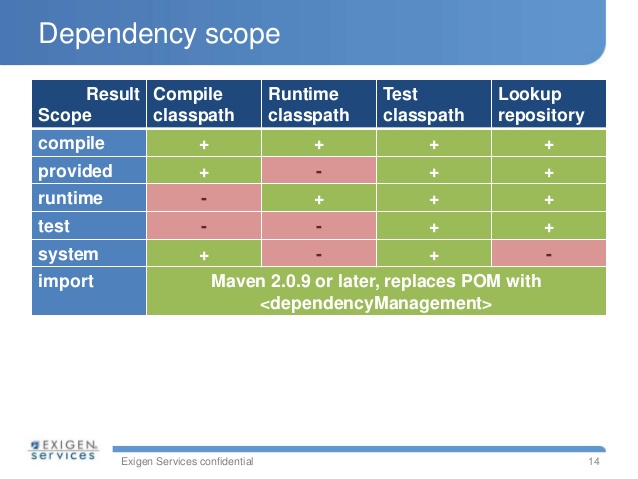 Dependency scope
Result Scope Compile classpath Runtime classpath Test classpath Lookup repository
compile + + + +
provided + - + +
runtime - + + +
test - - + +
system + - + -
import Maven 2.0.9 or later, replaces POM with
<dependencyManagement>
EXIGEN
services
Exigen Services confidential 14